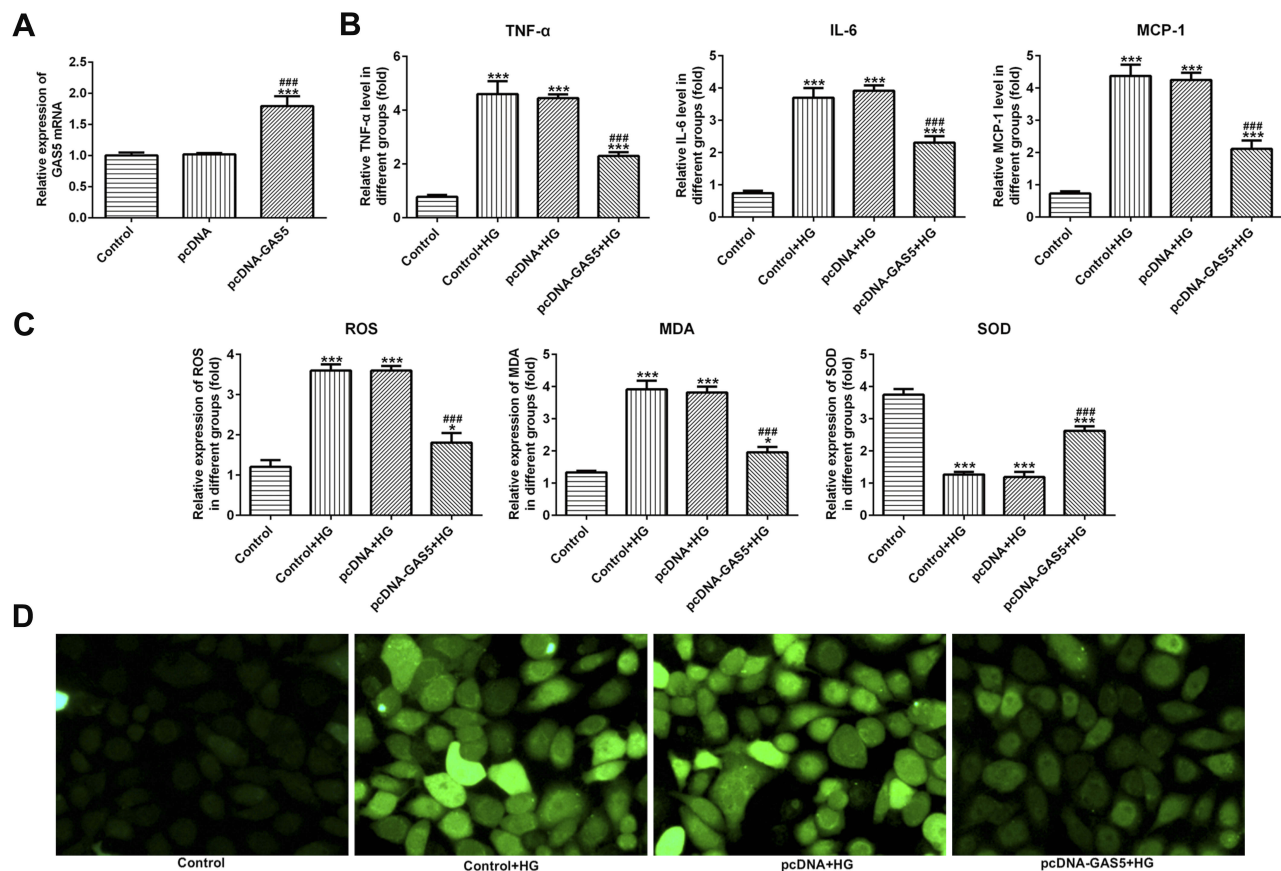 A
Relative expression of
GAS5 mRNA
2.5
2.0
1.5
1.0
0.5
0.0
###
***
Control
pcDNA
pcDNA-GAS5
B
TNF-α
Relative TNF-α level in
different groups (fold)
6
4
2
0
***
***
###
***
Control
Control+HG
pcDNA+HG
pcDNA-GAS5+HG
IL-6
Relative IL-6 level in
different groups (fold)
5
4
3
2
1
0
***
***
###
***
Control
Control+HG
pcDNA+HG
pcDNA-GAS5+HG
MCP-1
Relative MCP-1 level in
different groups (fold)
5
4
3
2
1
0
***
***
###
***
Control
Control+HG
pcDNA+HG
pcDNA-GAS5+HG
C
ROS
Relative expression of ROS
in different groups (fold)
4
3
2
1
0
***
***
###
*
Control
Control+HG
pcDNA+HG
pcDNA-GAS5+HG
MDA
Relative expression of MDA
in different groups (fold)
5
4
3
2
1
0
***
***
###
*
Control
Control+HG
pcDNA+HG
pcDNA-GAS5+HG
SOD
Relative expression of SOD
in different groups (fold)
5
4
3
2
1
0
***
***
###
***
Control
Control+HG
pcDNA+HG
pcDNA-GAS5+HG
D
Control
Control+HG
pcDNA+HG
pcDNA-GAS5+HG